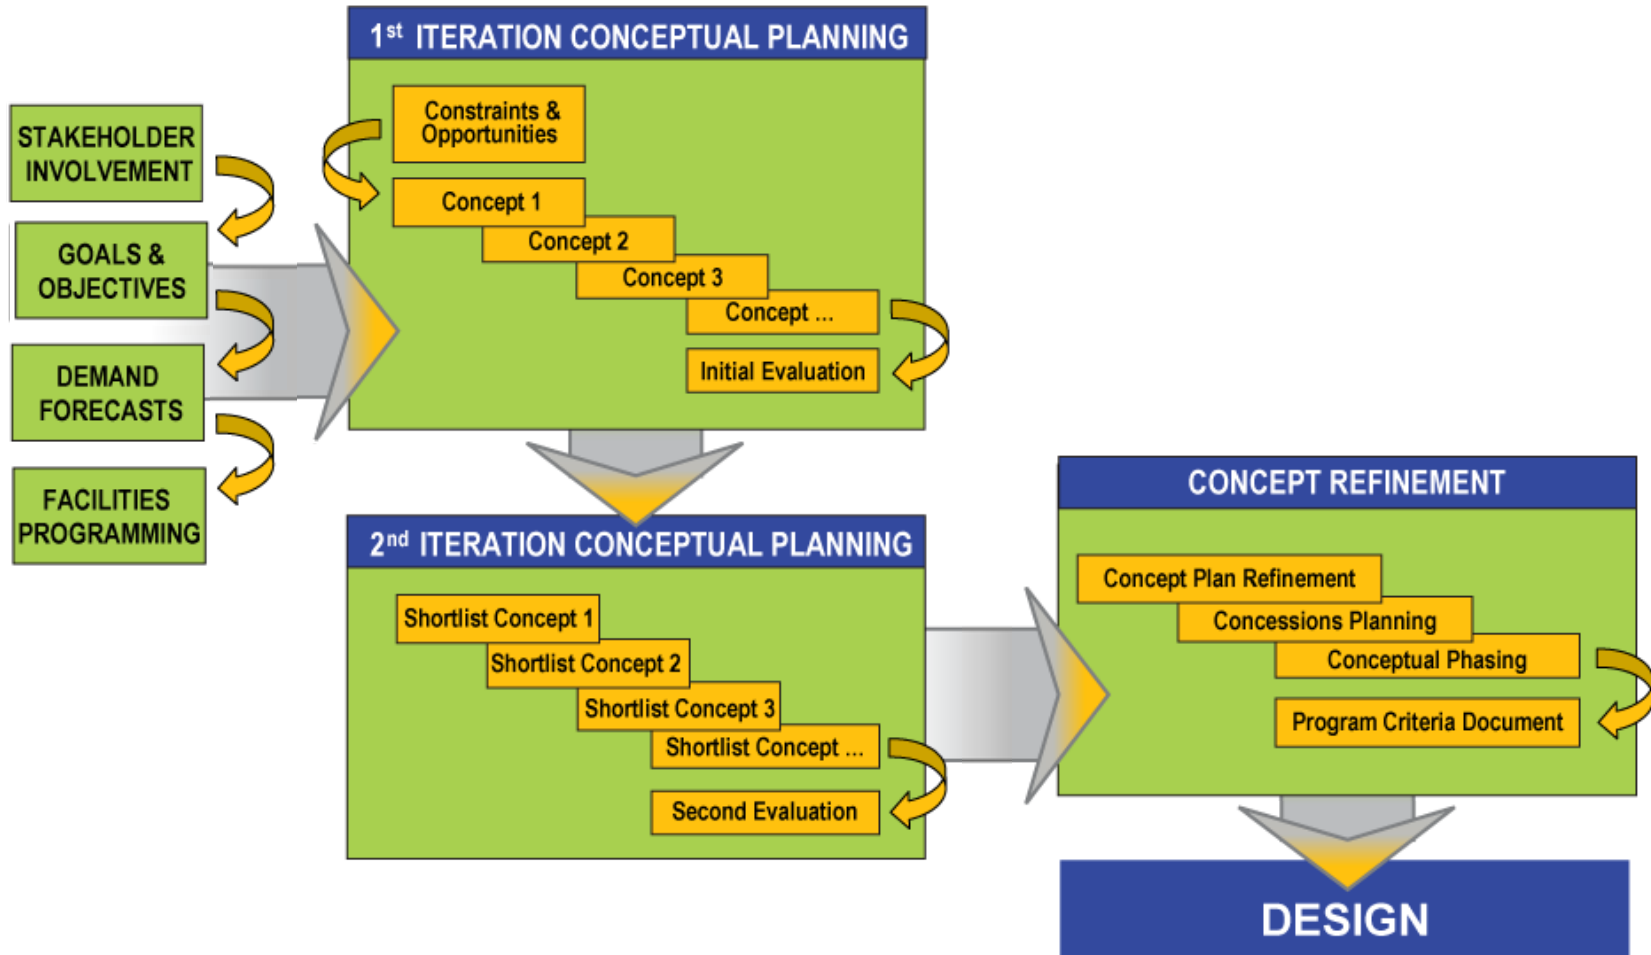 STAKEHOLDER
INVOLVEMENT
GOALS &
OBJECTIVES
DEMAND
FORECASTS
FACILITIES
PROGRAMMING
1st ITERATION CONCEPTUAL PLANNING
Constraints &
Opportunities
Concept 1
Concept 2
Concept 3
Concept ...
Initial Evaluation
2nd ITERATION CONCEPTUAL PLANNING
Shortlist Concept 1
Shortlist Concept 2
Shortlist Concept 3
Shortlist Concept ...
Second Evaluation
CONCEPT REFINEMENT
Concept Plan Refinement
Concessions Planning
Conceptual Phasing
Program Criteria Document
DESIGN